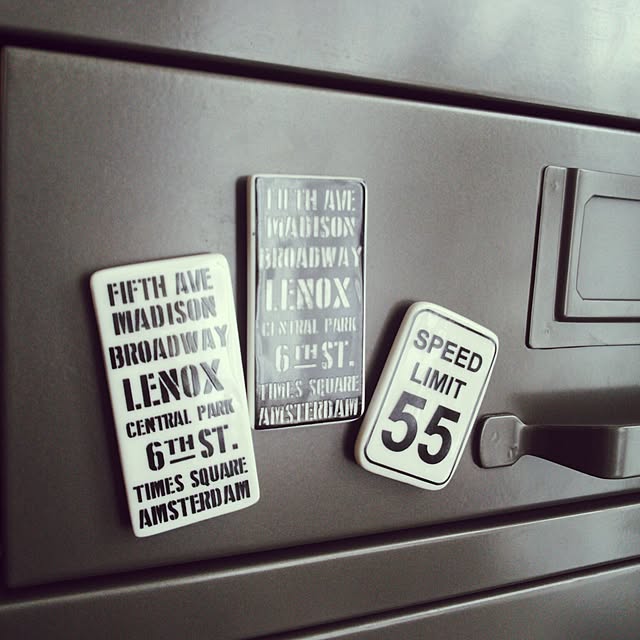 FIFTH AVE
MADISON
BROADWAY
LENOX
CENTRAL PARK
6TH ST.
TIMES SQUARE
AMSTERDAM
FIFTH AVE
MADISON
BROADWAY
LENOX
CENTRAL PARK
6TH ST.
TIMES SQUARE
AMSTERDAM
SPEED
LIMIT
55